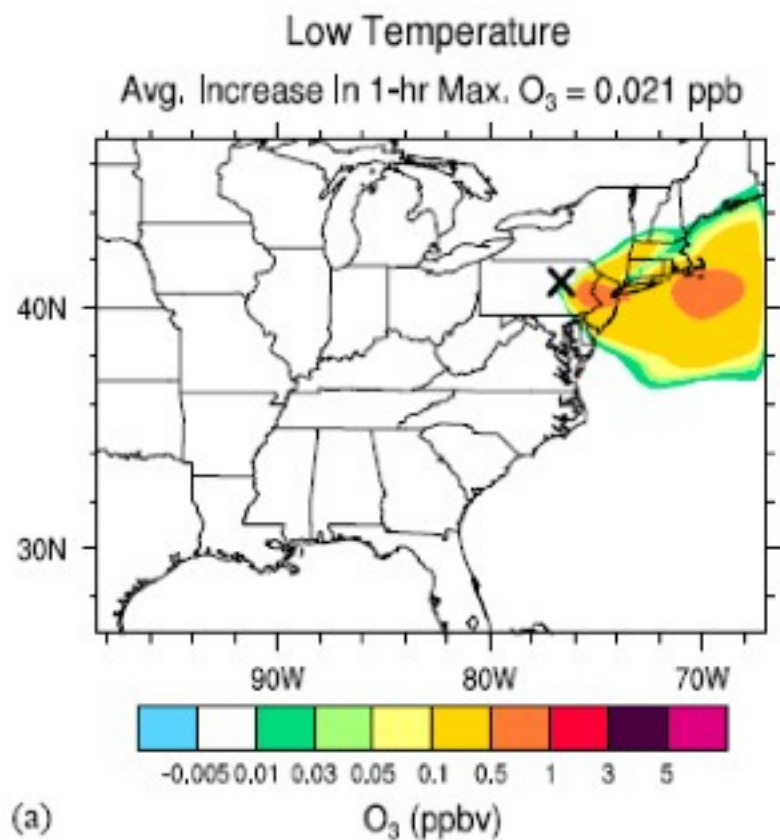 Low Temperature
Avg. Increase In 1-hr Max. O₃ = 0.021 ppb
40N
30N
90W 80W 70W
-0.005 0.01 0.03 0.05 0.1 0.5 1 3 5
(a) O₃ (ppbv)